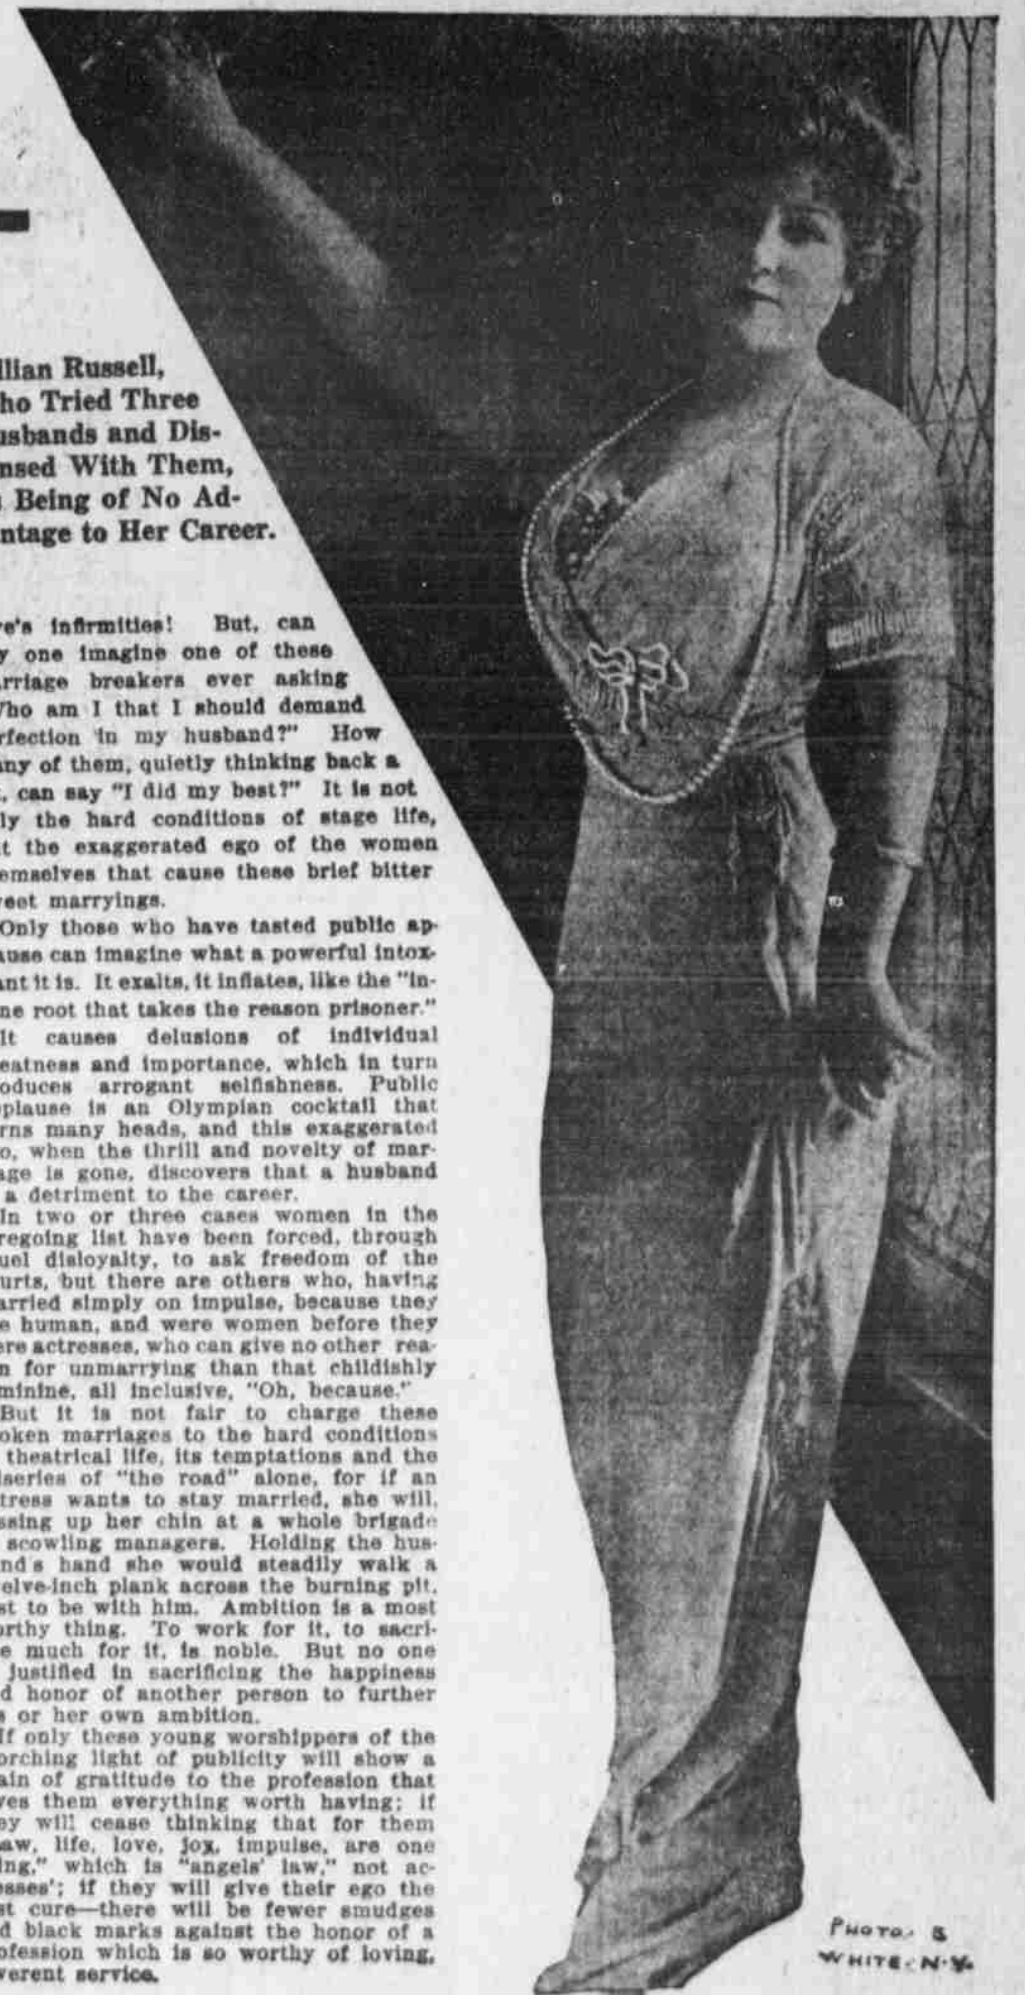 llian Russell,
ho Tried Three
usbands and Dis-
nsed With Them,
s Being of No Ad-
ntage to Her Career.
re's infirmities! But, can
y one imagine one of these
arriage breakers ever asking
Who am I that I should demand
rfection in my husband?" How
any of them, quietly thinking back a
t, can say "I did my best?" It is not
ly the hard conditions of stage life,
t the exaggerated ego of the women
emselves that cause these brief bitter
reet marryings.
Only those who have tasted public ap-
ause can imagine what a powerful intox-
ant it is. It exalts, it inflates, like the "in-
ne root that takes the reason prisoner."
It causes delusions of individual
eatness and importance, which in turn
oduces arrogant selfishness. Public
pplause is an Olympian cocktail that
rns many heads, and this exaggerated
o, when the thrill and novelty of mar-
age is gone, discovers that a husband
a detriment to the career.
In two or three cases women in the
regoing list have been forced, through
uel disloyalty, to ask freedom of the
urts, but there are others who, having
arried simply on impulse, because they
e human, and were women before they
ere actresses, who can give no other rea-
n for unmarrying than that childishly
minine, all inclusive, "Oh, because."
But it is not fair to charge these
oken marriages to the hard conditions
theatrical life, its temptations and the
iseries of "the road" alone, for if an
tress wants to stay married, she will,
ssing up her chin at a whole brigade
scowling managers. Holding the hus-
nd's hand she would steadily walk a
elve-inch plank across the burning pit,
st to be with him. Ambition is a most
orthy thing. To work for it, to sacri-
e much for it, is noble. But no one
justified in sacrificing the happiness
d honor of another person to further
s or her own ambition.
If only these young worshippers of the
orching light of publicity will show a
ain of gratitude to the profession that
ves them everything worth having; if
ey will cease thinking that for them
aw, life, love, jox, impulse, are one
ing," which is "angels' law," not ac-
esses'; if they will give their ego the
st cure—there will be fewer smudges
d black marks against the honor of a
ofession which is so worthy of loving,
verent service.
PHOTO. B
WHITE. N.Y.